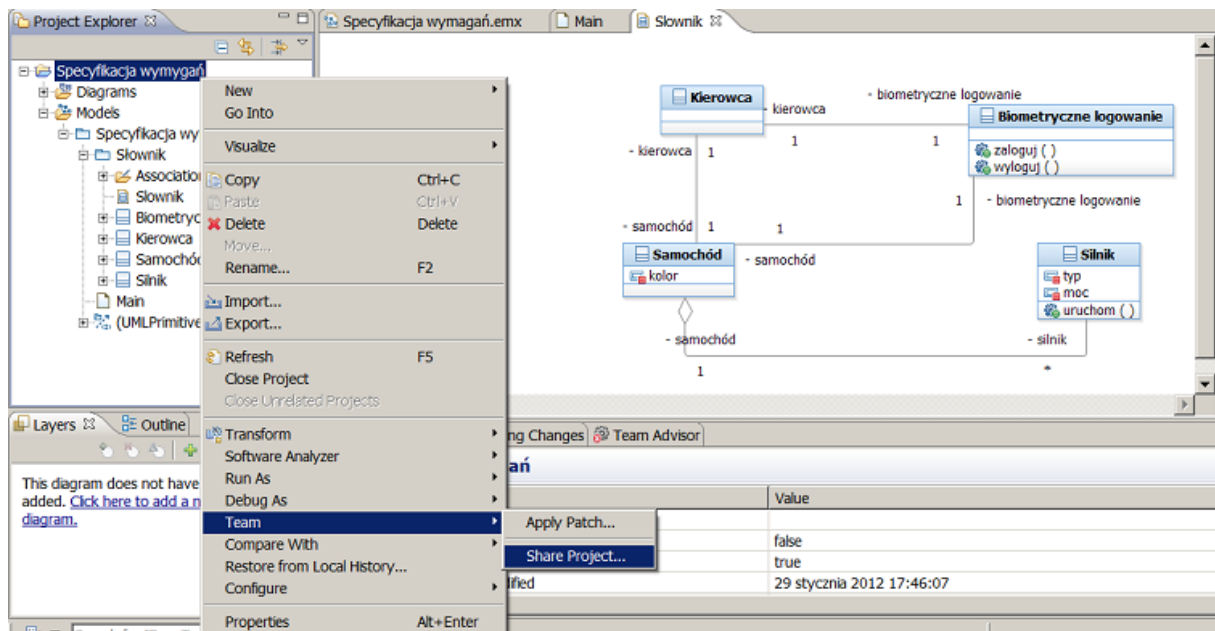 Project Explorer
Specyfikacja wymagań.emx
Main
Slownik
Specyfikacja wymygań
Diagrams
Models
Specyfikacja wy
Słownik
Association
Slownik
Biometryc
Kierowca
Samochód
Silnik
Main
(UMLPrimitive
New
Go Into
Visualize
Copy Ctrl+C
Paste Ctrl+V
Delete Delete
Move...
Rename... F2
Import...
Export...
Refresh F5
Close Project
Close Unrelated Projects
Transform
Software Analyzer
Run As
Debug As
Team
Compare With
Restore from Local History...
Configure
Properties Alt+Enter
Apply Patch...
Share Project...
Kierowca
- kierowca
- biometryczne logowanie
Biometryczne logowanie
zaloguj ( )
wyloguj ( )
1
1
- kierowca 1
1 - biometryczne logowanie
- samochód 1
1
Samochód
kolor
- samochód
Silnik
typ
moc
uruchom ( )
- samochód
- silnik
1
*
Layers
Outline
This diagram does not have
added. Click here to add a n
diagram.
ng Changes
Team Advisor
ań
Value
false
true
ified
29 stycznia 2012 17:46:07